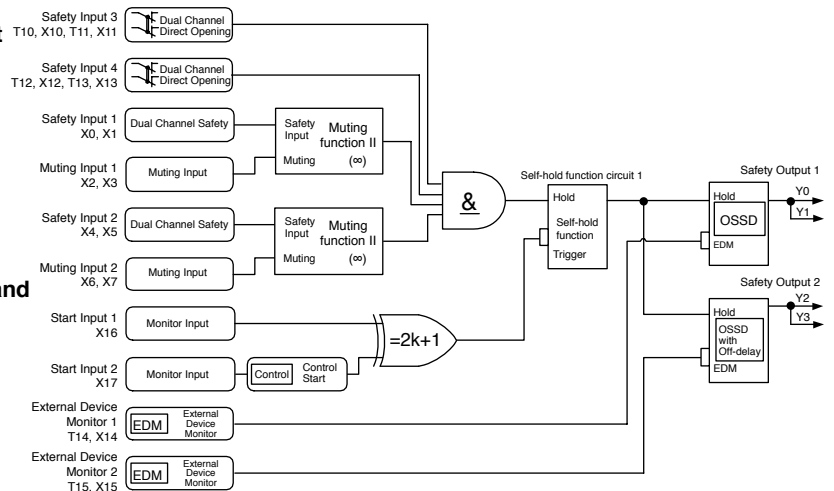 Safety Input 3
T10, X10, T11, X11
t
Dual Channel
Direct Opening
Safety Input 4
T12, X12, T13, X13
Dual Channel
Direct Opening
Safety Input 1
X0, X1
Dual Channel Safety
Safety
Input
Muting
Muting
function II
(∞)
Muting Input 1
X2, X3
Muting Input
Safety Input 2
X4, X5
Dual Channel Safety
Safety
Input
Muting
Muting
function II
(∞)
Muting Input 2
X6, X7
Muting Input
and
Start Input 1
X16
Monitor Input
Start Input 2
X17
Monitor Input
Control
Control
Start
External Device
Monitor 1
T14, X14
EDM
External
Device
Monitor
External Device
Monitor 2
T15, X15
EDM
External
Device
Monitor
&
=2k+1
Self-hold function circuit 1
Hold
Self-hold
function
Trigger
Safety Output 1
Hold
OSSD
EDM
Y0
Y1
Safety Output 2
Hold
OSSD
with
Off-delay
EDM
Y2
Y3